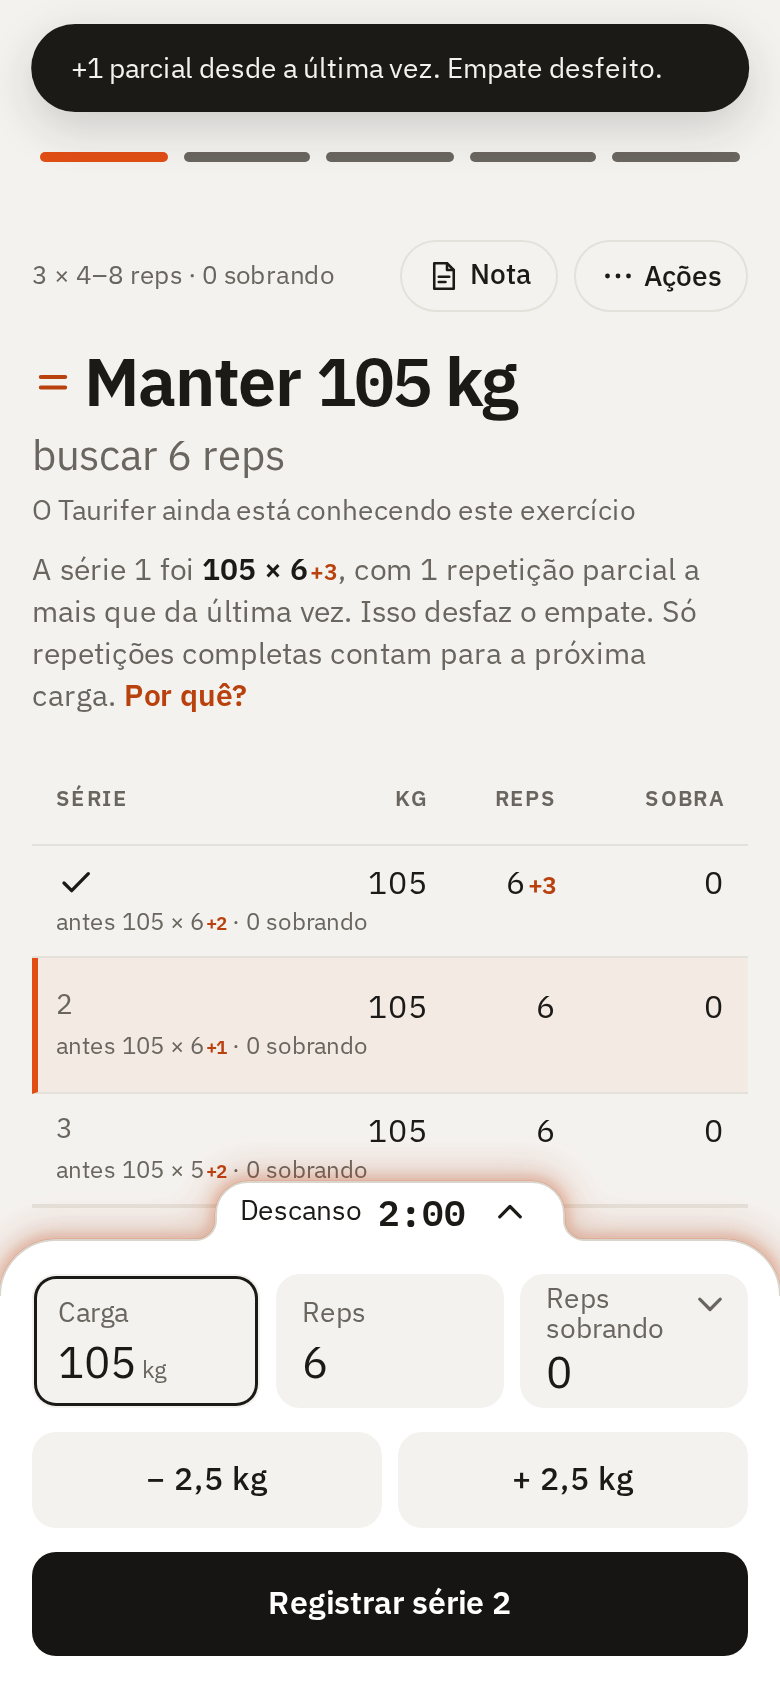 +1 parcial desde a última vez. Empate desfeito.
3 × 4–8 reps · 0 sobrando
Nota
··· Ações
= Manter 105 kg
buscar 6 reps
O Taurifer ainda está conhecendo este exercício
A série 1 foi 105 × 6+3, com 1 repetição parcial a
mais que da última vez. Isso desfaz o empate. Só
repetições completas contam para a próxima
carga. Por quê?
SÉRIE KG REPS SOBRA
✓ 105 6+3 0
antes 105 × 6+2 · 0 sobrando
2 105 6 0
antes 105 × 6+1 · 0 sobrando
3 105 6 0
antes 105 × 5+2 · 0 sobrando
Descanso 2:00
Carga
105 kg
Reps
6
Reps
sobrando
0
− 2,5 kg
+ 2,5 kg
Registrar série 2